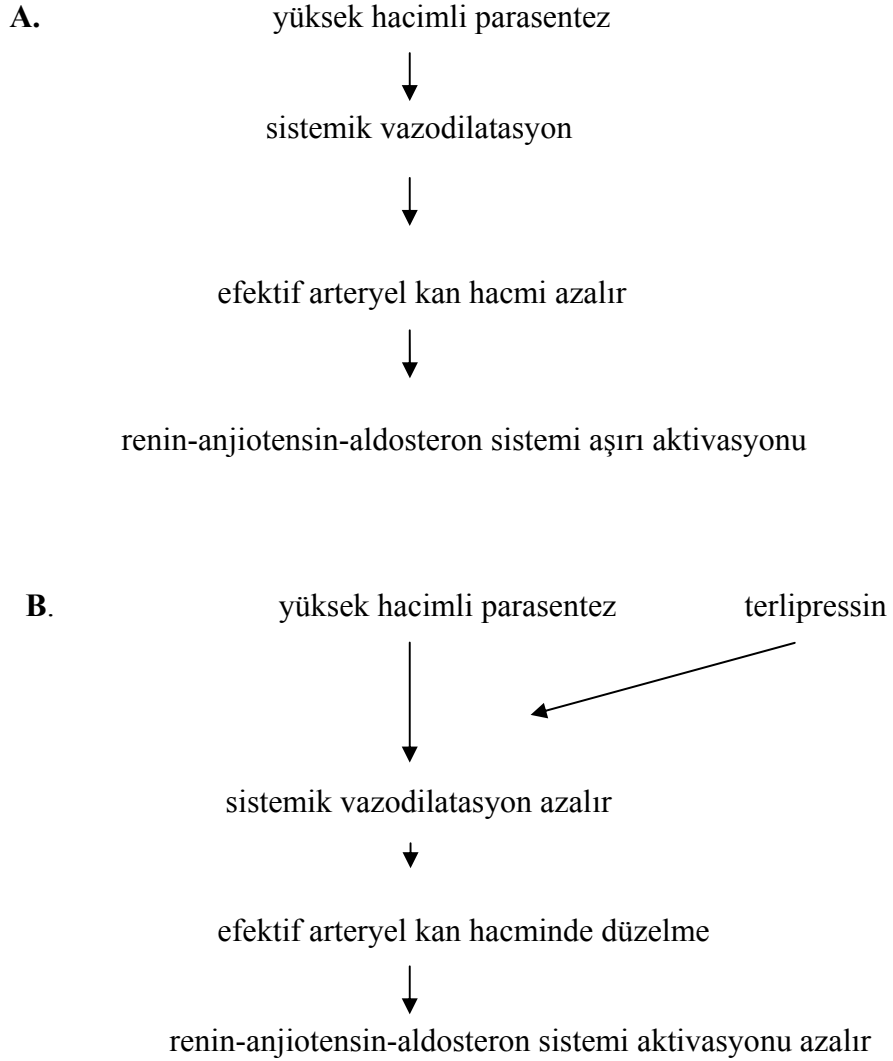 A. yüksek hacimli parasentez
sistemik vazodilatasyon
efektif arteryel kan hacmi azalır
renin-anjiotensin-aldosteron sistemi aşırı aktivasyonu
B. yüksek hacimli parasentez terlipressin
sistemik vazodilatasyon azalır
efektif arteryel kan hacminde düzelme
renin-anjiotensin-aldosteron sistemi aktivasyonu azalır